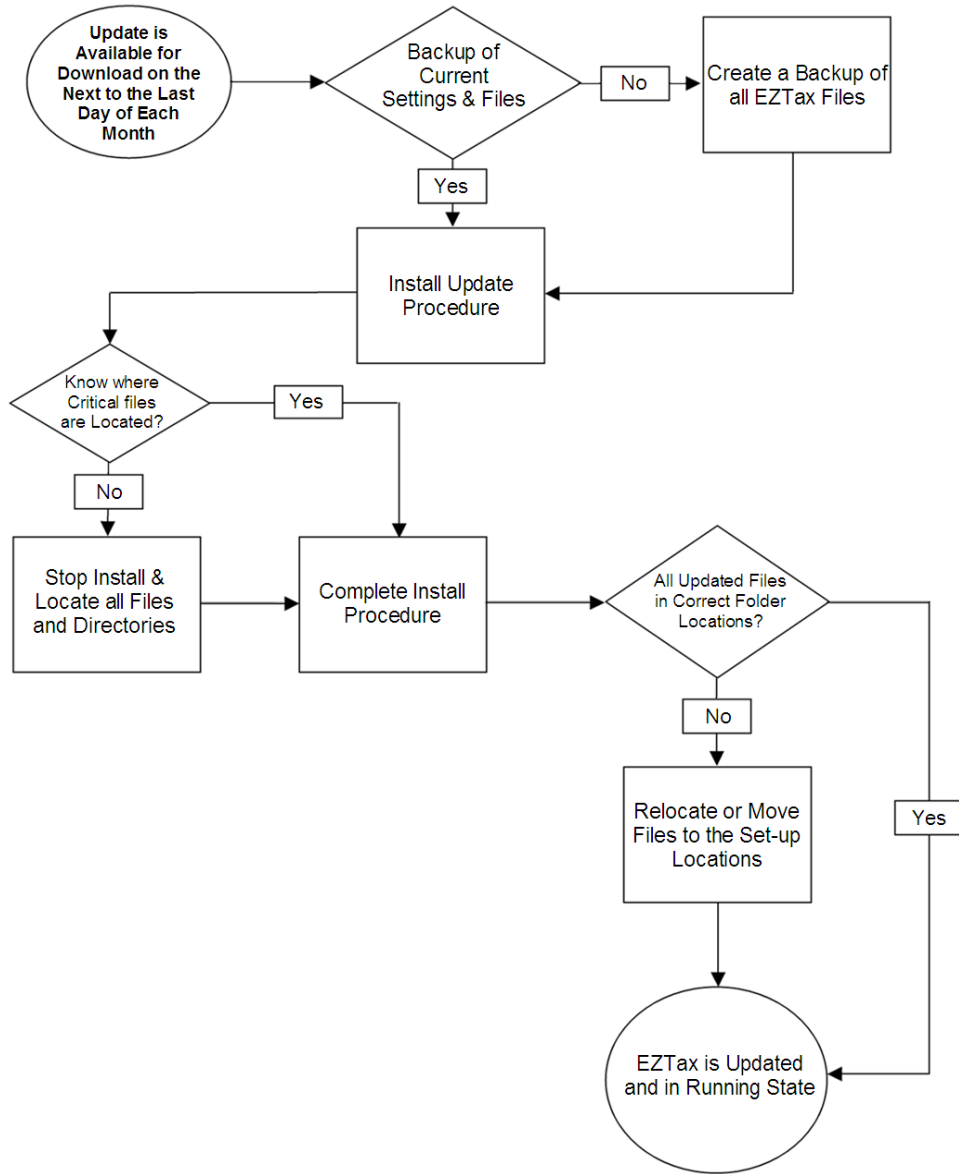 Update is
Available for
Download on the
Next to the Last
Day of Each
Month
Backup of
Current
Settings & Files
No
Create a Backup of
all EZTax Files
Yes
Install Update
Procedure
Know where
Critical files
are Located?
Yes
No
Stop Install &
Locate all Files
and Directories
Complete Install
Procedure
All Updated Files
in Correct Folder
Locations?
No
Yes
Relocate or Move
Files to the Set-up
Locations
EZTax is Updated
and in Running State